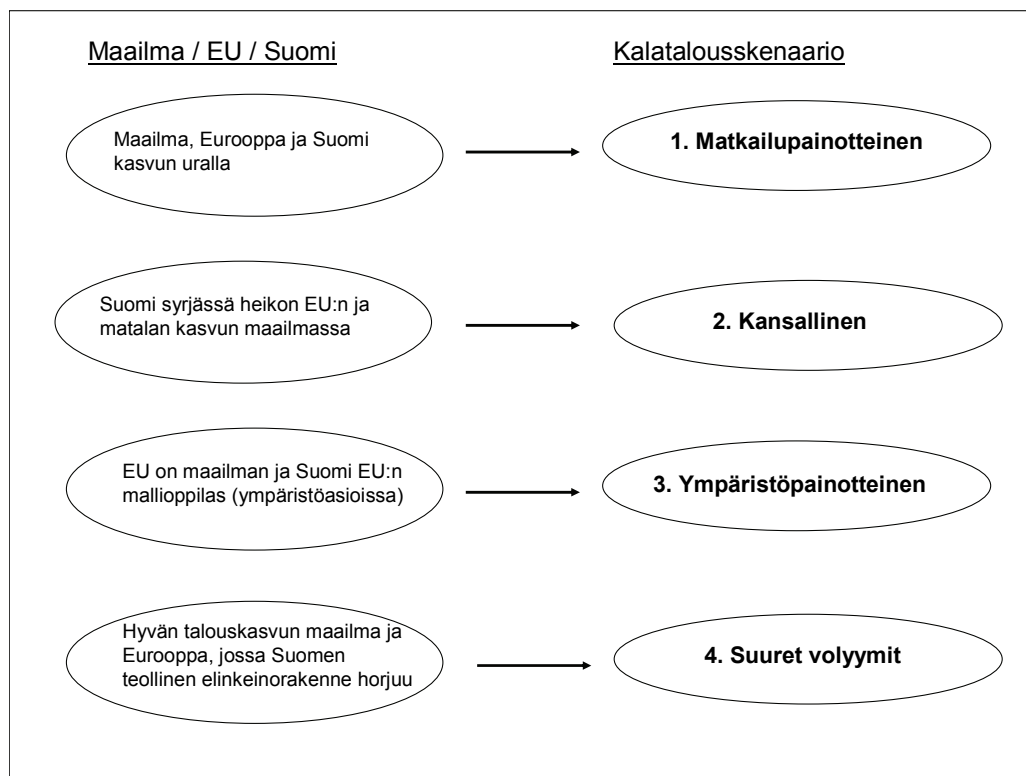 Maailma / EU / Suomi
Kalatalousskenaario
Maailma, Eurooppa ja Suomi
kasvun uralla
1. Matkailupainotteinen
Suomi syrjässä heikon EU:n ja
matalan kasvun maailmassa
2. Kansallinen
EU on maailman ja Suomi EU:n
mallioppilas (ympäristöasioissa)
3. Ympäristöpainotteinen
Hyvän talouskasvun maailma ja
Eurooppa, jossa Suomen
teollinen elinkeinorakenne horjuu
4. Suuret volyymit